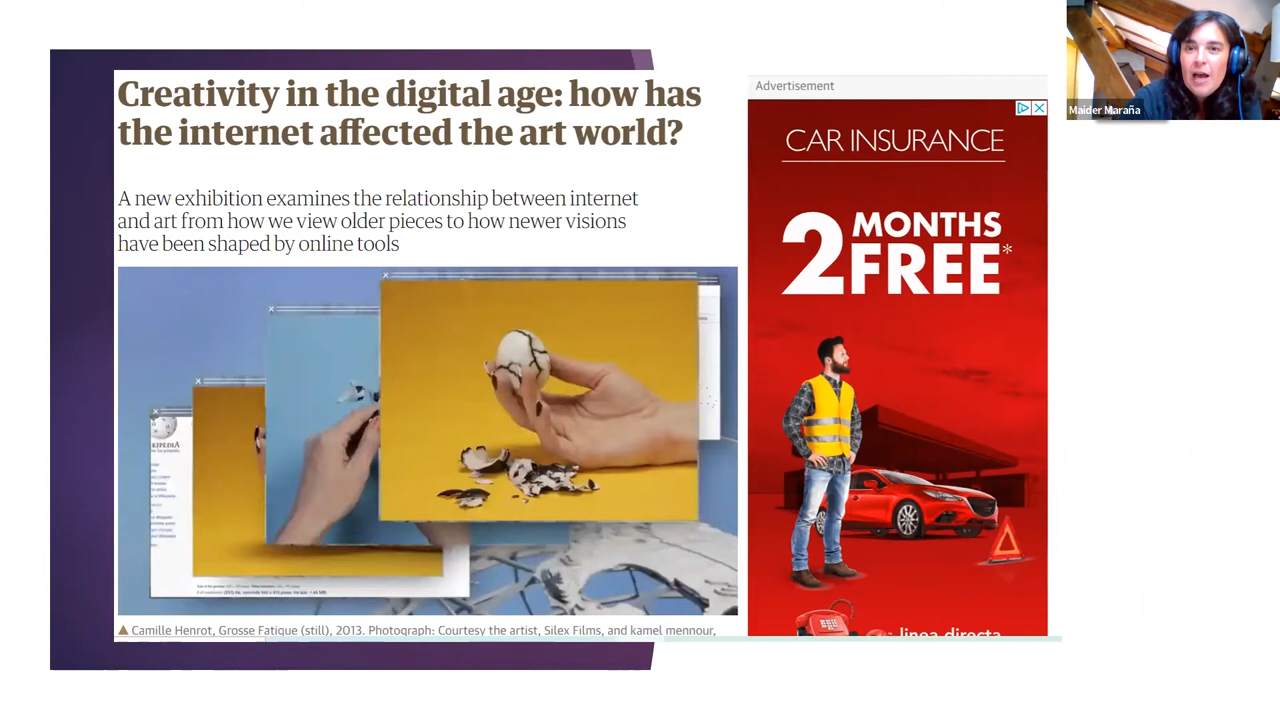 Creativity in the digital age: how has
the internet affected the art world?
A new exhibition examines the relationship between internet
and art from how we view older pieces to how newer visions
have been shaped by online tools
▲ Camille Henrot, Grosse Fatigue (still), 2013. Photograph: Courtesy the artist, Silex Films, and kamel mennour,
Advertisement
CAR INSURANCE
2 MONTHS
FREE*
linea directa
Maider Maraña